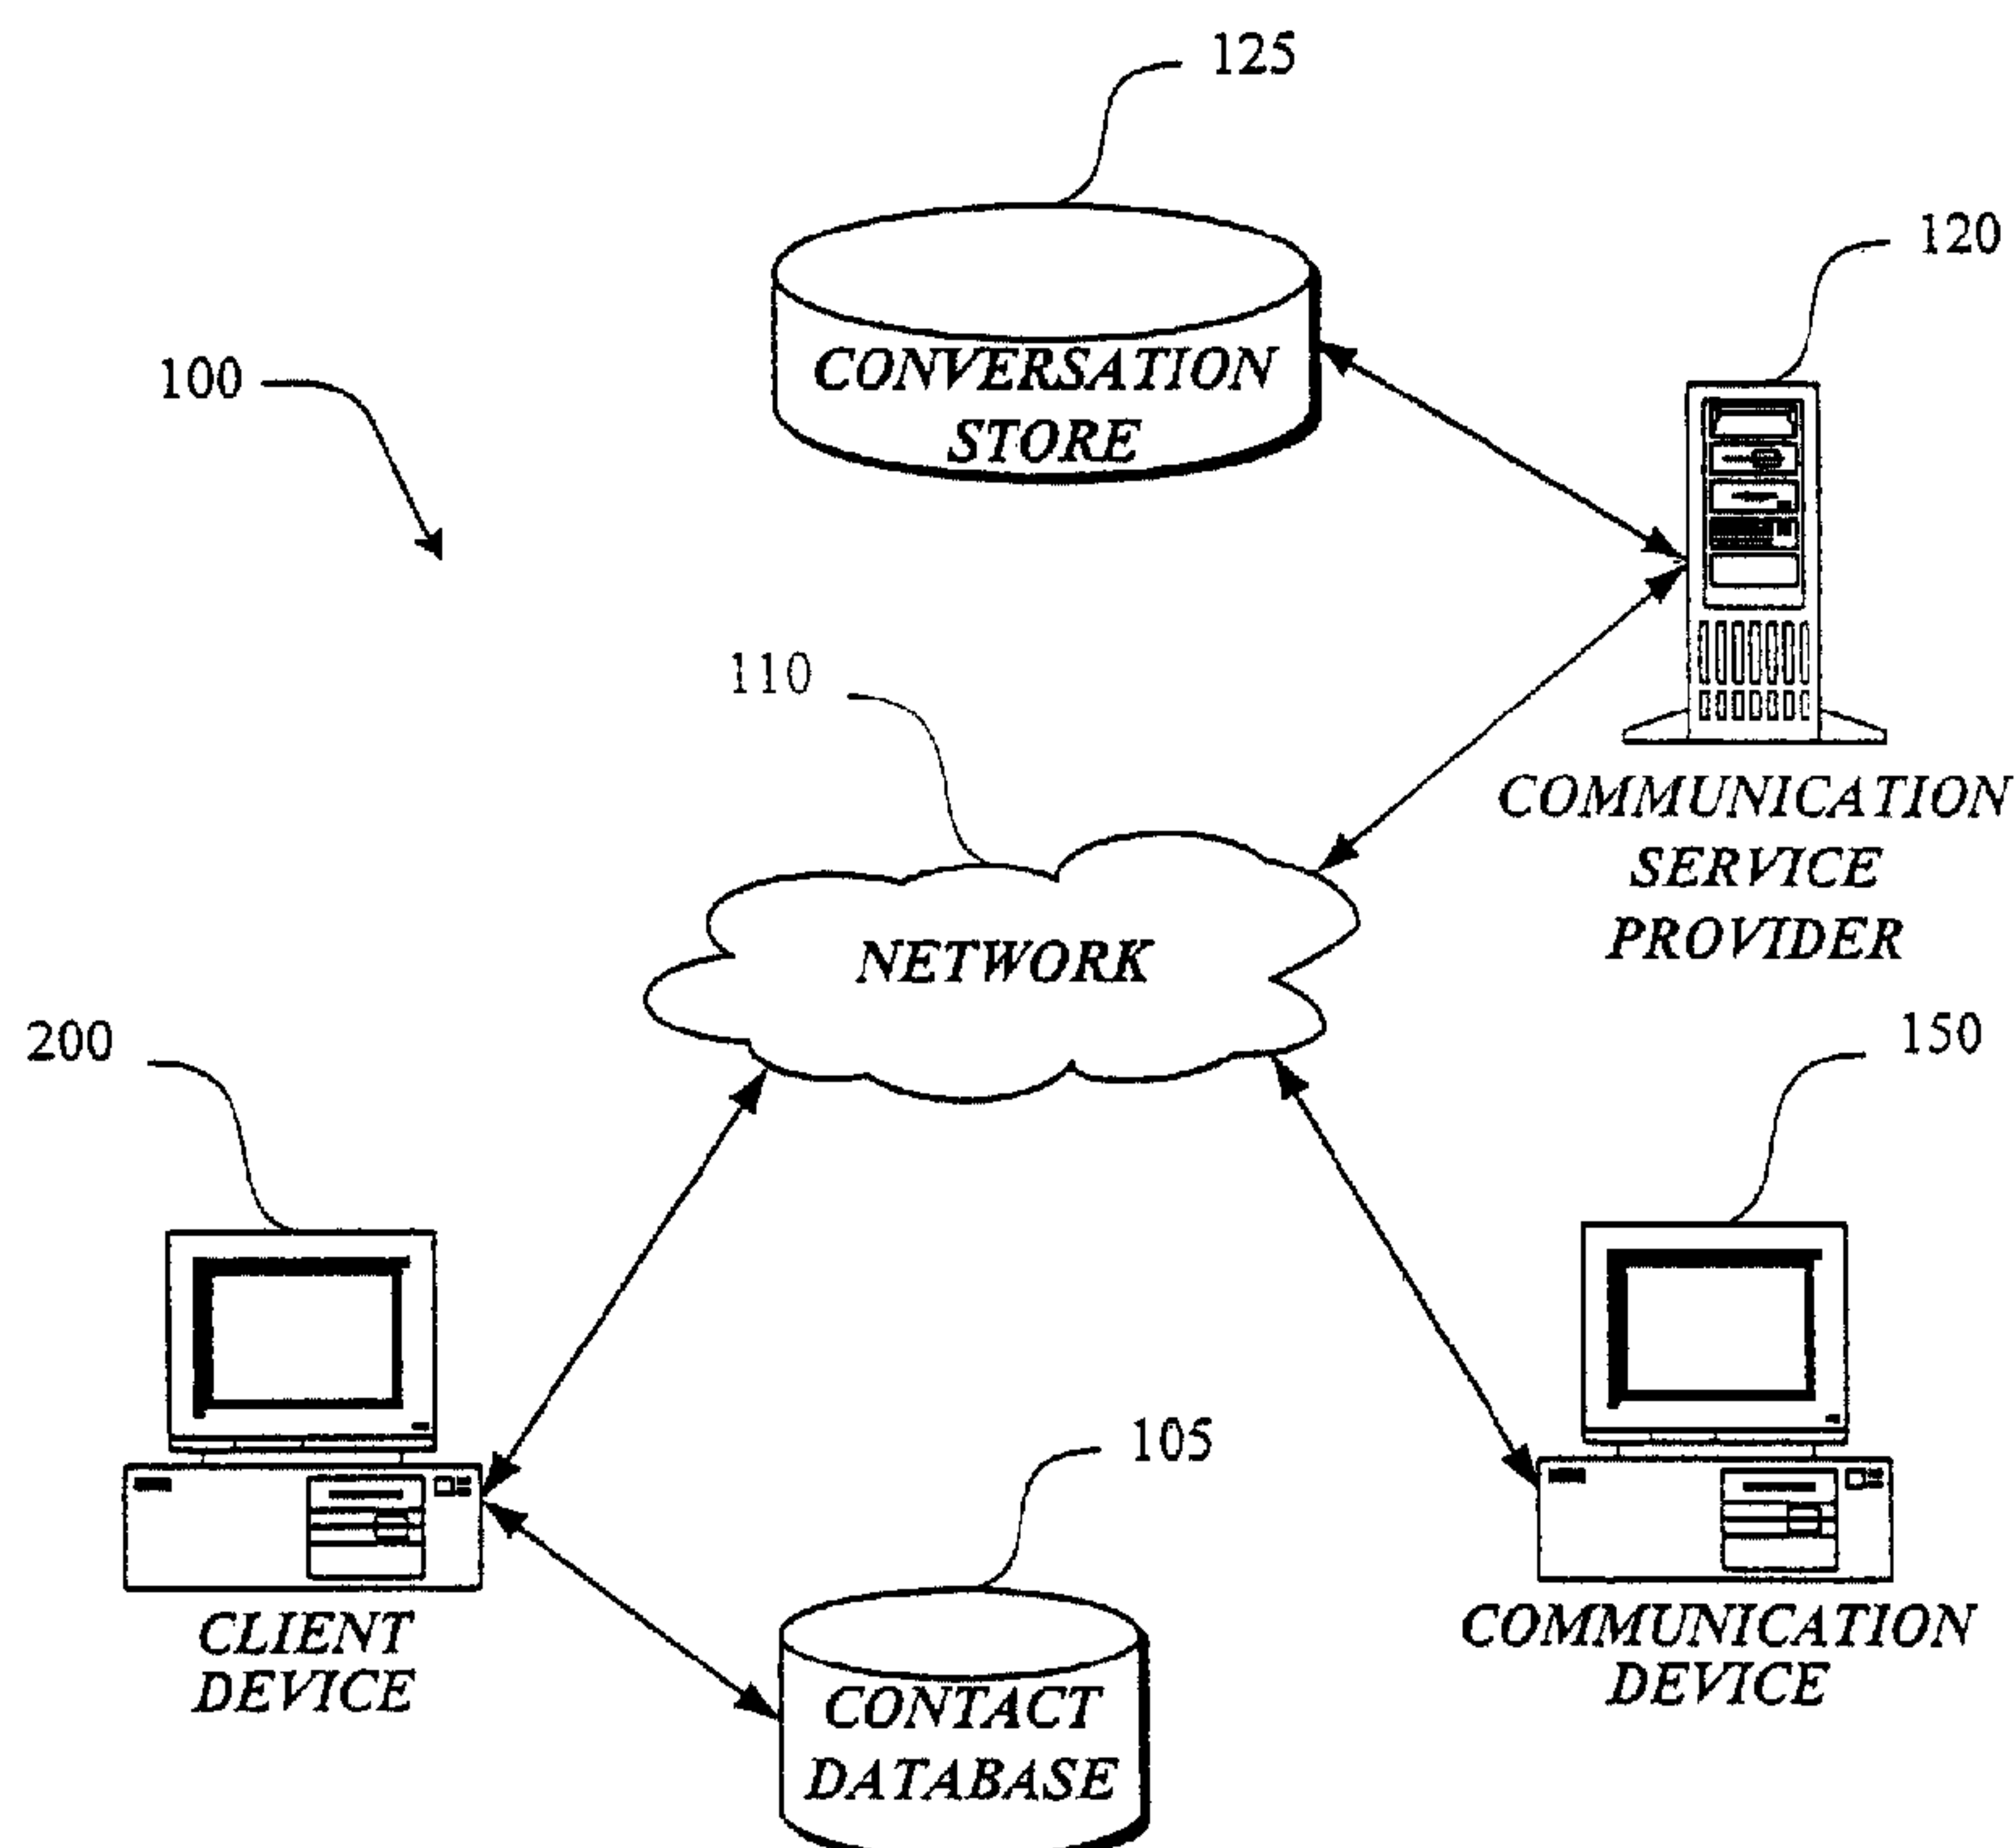 125
120
100
CONVERSATION
STORE
110
COMMUNICATION
SERVICE
PROVIDER
NETWORK
200
150
105
CLIENT
DEVICE
COMMUNICATION
DEVICE
CONTACT
DATABASE